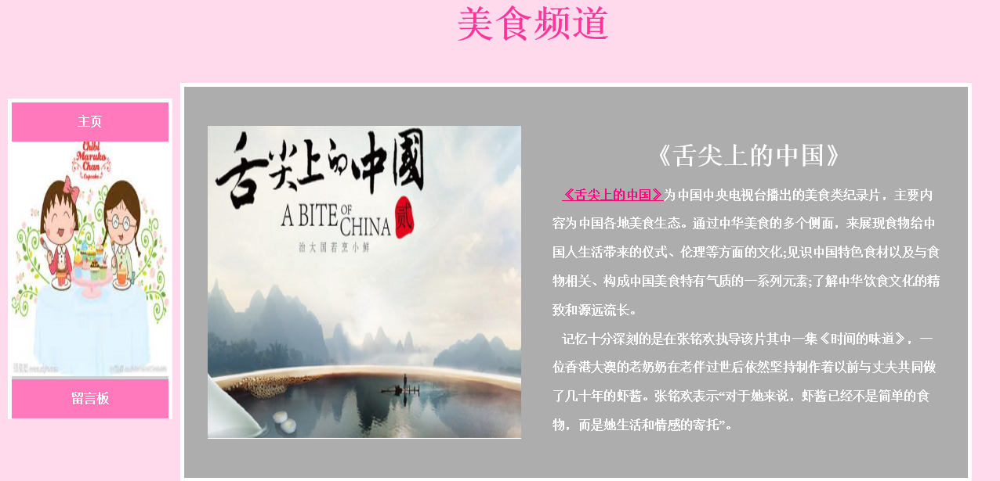 美食频道
主页
Chibi
Maruko
Chan
Cupcake
留言板
舌尖上的中國
A BITE OF CHINA
贰
治大国若烹小鲜
《舌尖上的中国》
《舌尖上的中国》为中国中央电视台播出的美食类纪录片，主要内
容为中国各地美食生态。通过中华美食的多个侧面，来展现食物给中
国人生活带来的仪式、伦理等方面的文化;见识中国特色食材以及与食
物相关、构成中国美食特有气质的一系列元素;了解中华饮食文化的精
致和源远流长。
记忆十分深刻的是在张铭欢执导该片其中一集《时间的味道》，一
位香港大澳的老奶奶在老伴过世后依然坚持制作着以前与丈夫共同做
了几十年的虾酱。张铭欢表示“对于她来说，虾酱已经不是简单的食
物，而是她生活和情感的寄托”。